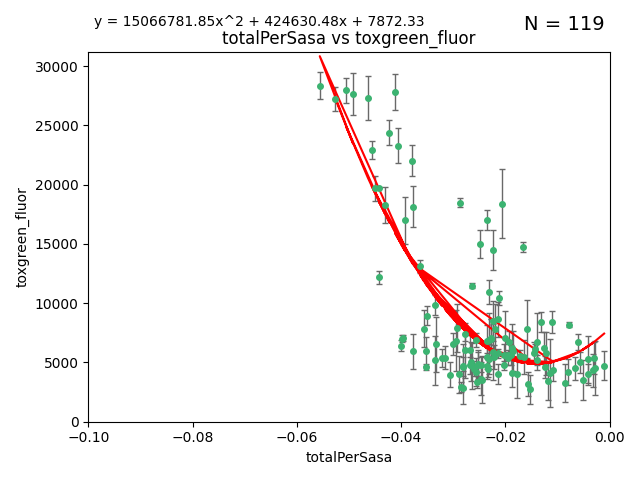 y = 15066781.85x^2 + 424630.48x + 7872.33
N = 119
totalPerSasa vs toxgreen_fluor
30000
25000
20000
15000
10000
5000
0
toxgreen_fluor
−0.10
−0.08
−0.06
−0.04
−0.02
0.00
totalPerSasa